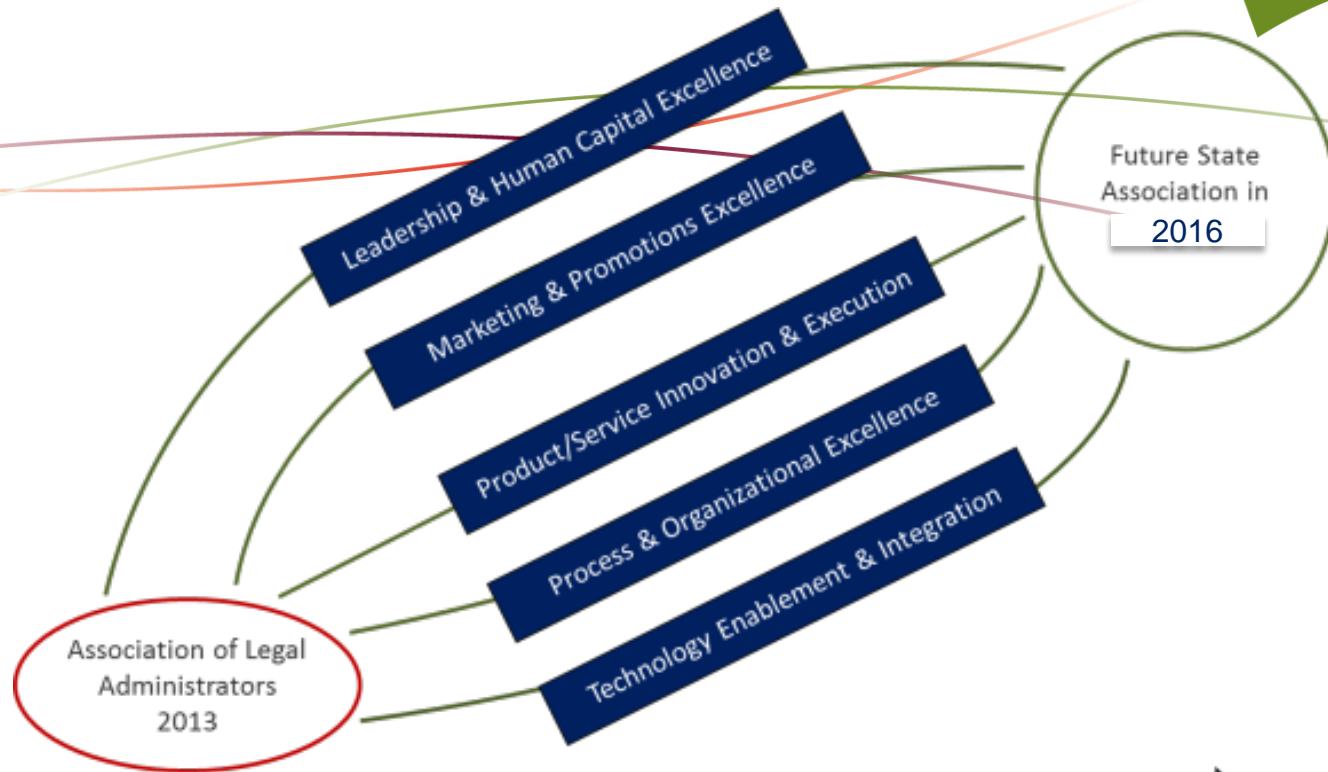 Leadership & Human Capital Excellence
Marketing & Promotions Excellence
Product/Service Innovation & Execution
Process & Organizational Excellence
Technology Enablement & Integration
Future State
Association in
2016
Association of Legal
Administrators
2013